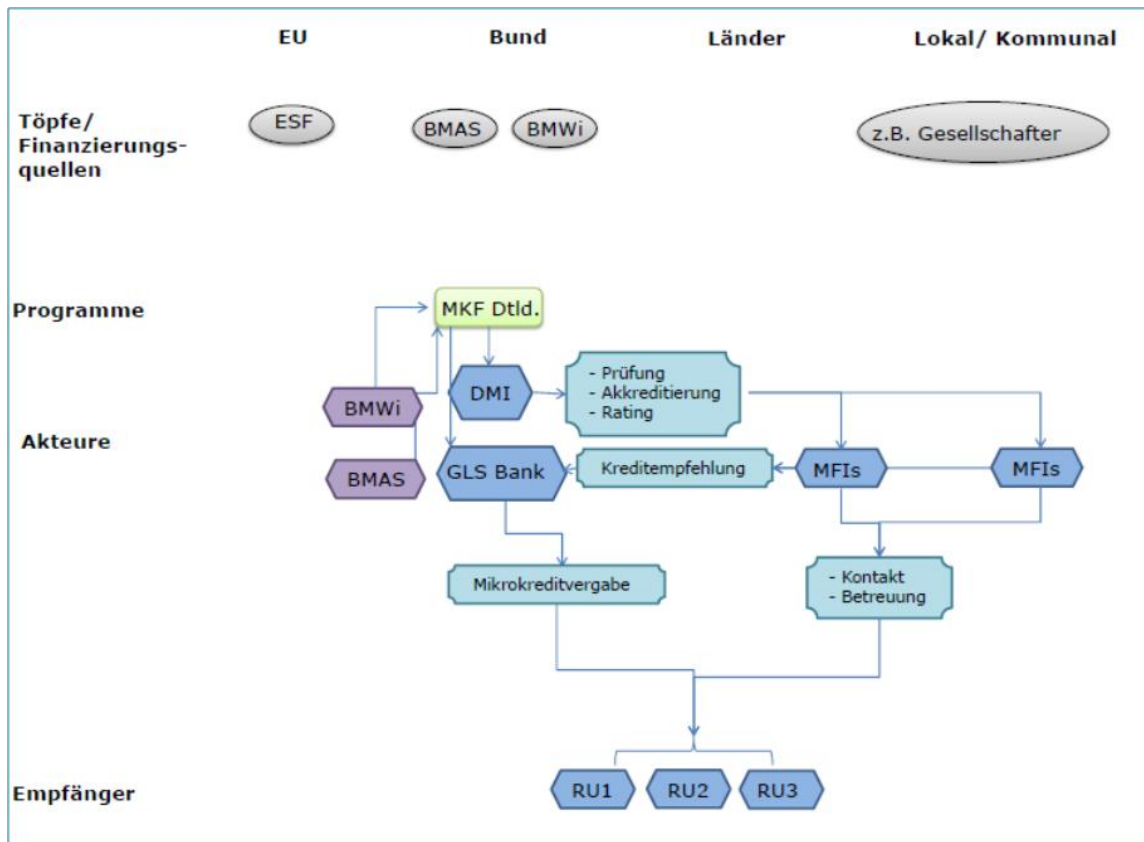 EU
Bund
Länder
Lokal/ Kommunal
Töpfe/
Finanzierungs-
quellen
ESF
BMAS
BMWi
z.B. Gesellschafter
Programme
MKF Dtld.
DMI
- Prüfung
- Akkreditierung
- Rating
BMWi
Akteure
BMAS
GLS Bank
Kreditempfehlung
MFIs
MFIs
Mikrokreditvergabe
- Kontakt
- Betreuung
Empfänger
RU1
RU2
RU3